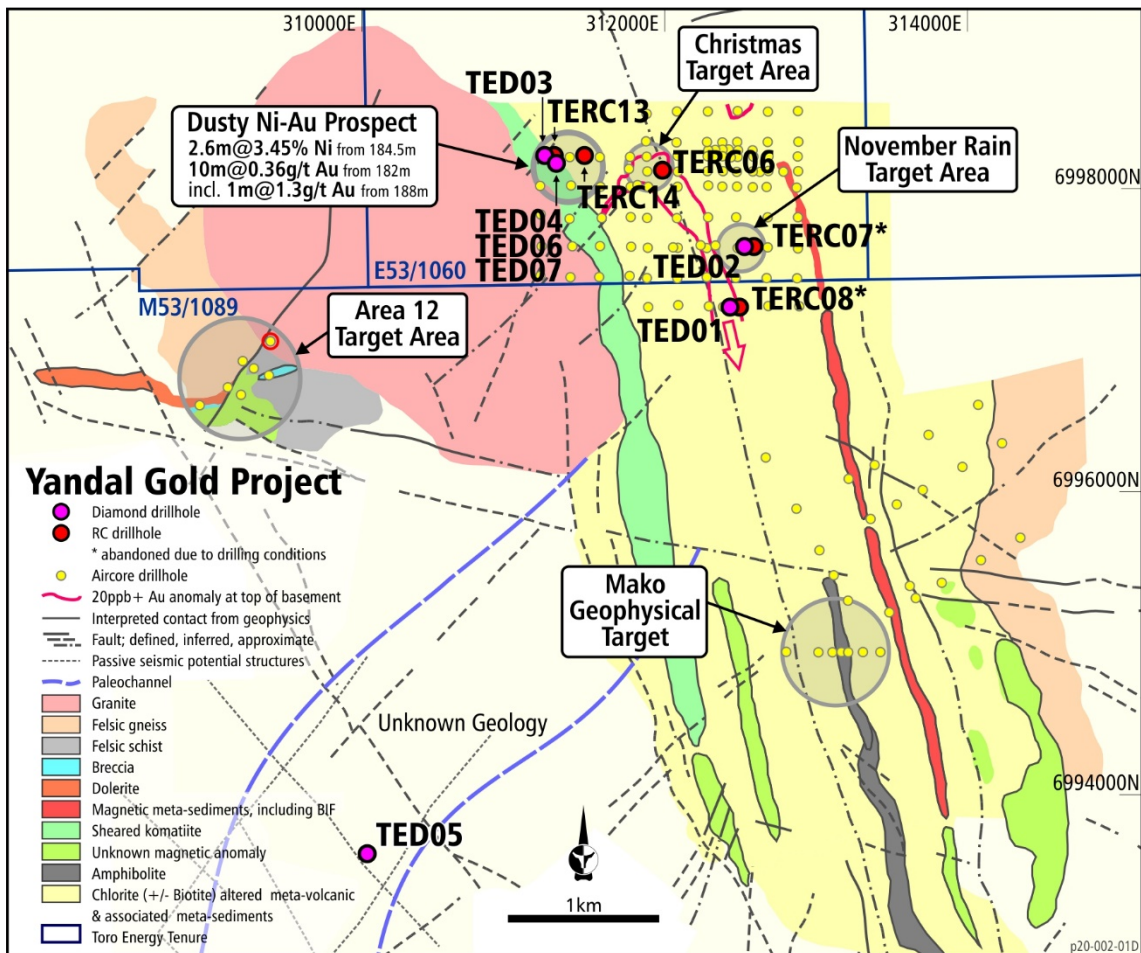 310000E
312000E
314000E
Christmas
Target Area
TED03
TERC13
Dusty Ni-Au Prospect
2.6m@3.45% Ni from 184.5m
10m@0.36g/t Au from 182m
incl. 1m@1.3g/t Au from 188m
November Rain
Target Area
TERC06
6998000N
TERC14
TED04
TED06
TED07
TERC07*
TED02
E53/1060
M53/1089
TERC08*
TED01
Area 12
Target Area
6996000N
Yandal Gold Project
Diamond drillhole
RC drillhole
* abandoned due to drilling conditions
Aircore drillhole
20ppb+ Au anomaly at top of basement
Interpreted contact from geophysics
Fault; defined, inferred, approximate
Passive seismic potential structures
Paleochannel
Granite
Felsic gneiss
Felsic schist
Breccia
Dolerite
Magnetic meta-sediments, including BIF
Sheared komatiite
Unknown magnetic anomaly
Amphibolite
Chlorite (+/- Biotite) altered meta-volcanic
& associated meta-sediments
Toro Energy Tenure
Mako
Geophysical
Target
Unknown Geology
6994000N
TED05
1km
p20-002-01D